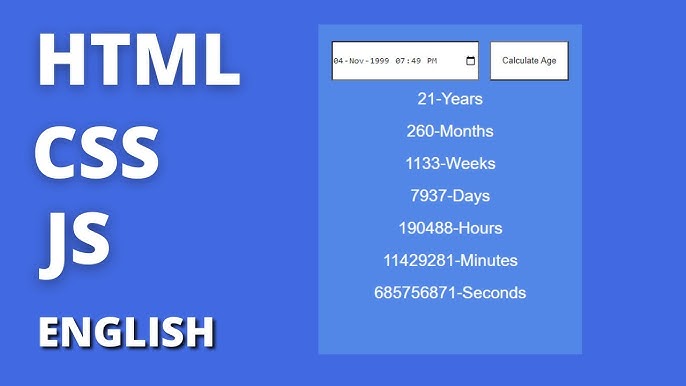 HTML
CSS
JS
ENGLISH
04-Nov-1999 07:49 PM
Calculate Age
21-Years
260-Months
1133-Weeks
7937-Days
190488-Hours
11429281-Minutes
685756871-Seconds